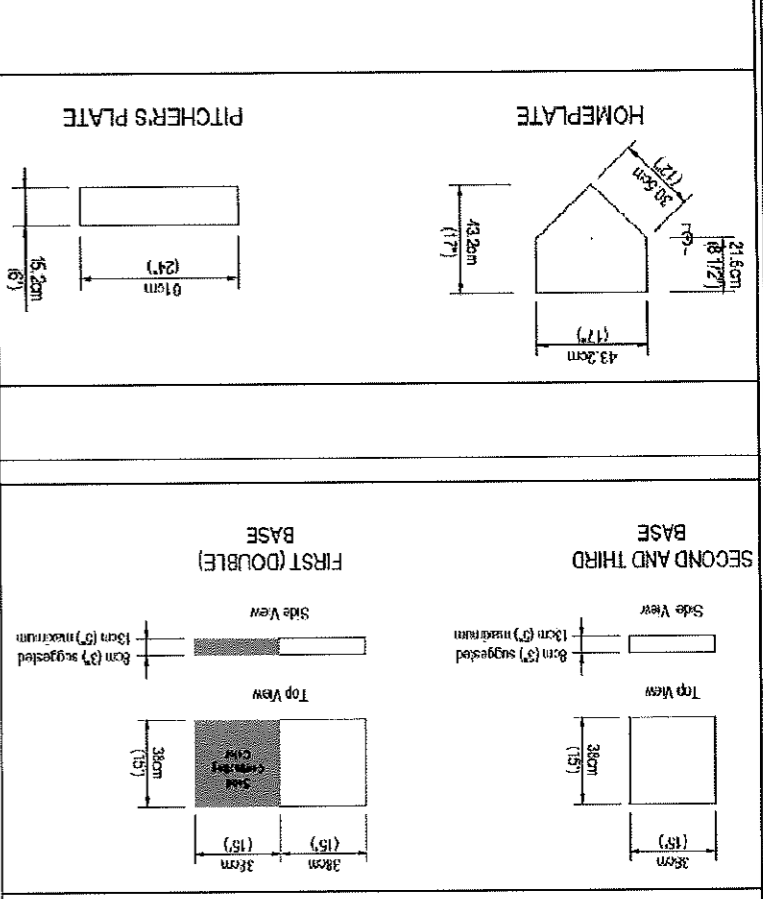 38cm
(15")
38cm
(15")
Top View
8cm (3") suggested
13cm (5") maximum
Side View
SECOND AND THIRD
BASE
38cm
(15")
38cm
(15")
38cm
(15")
Contrasting
Color
Top View
8cm (3") suggested
13cm (5") maximum
Side View
FIRST (DOUBLE)
BASE
43.2cm
(17")
21.6cm
(8 1/2")
43.2cm
(17")
30.5cm
(12")
HOMEPLATE
61cm
(24")
15.2cm
(6")
PITCHER'S PLATE